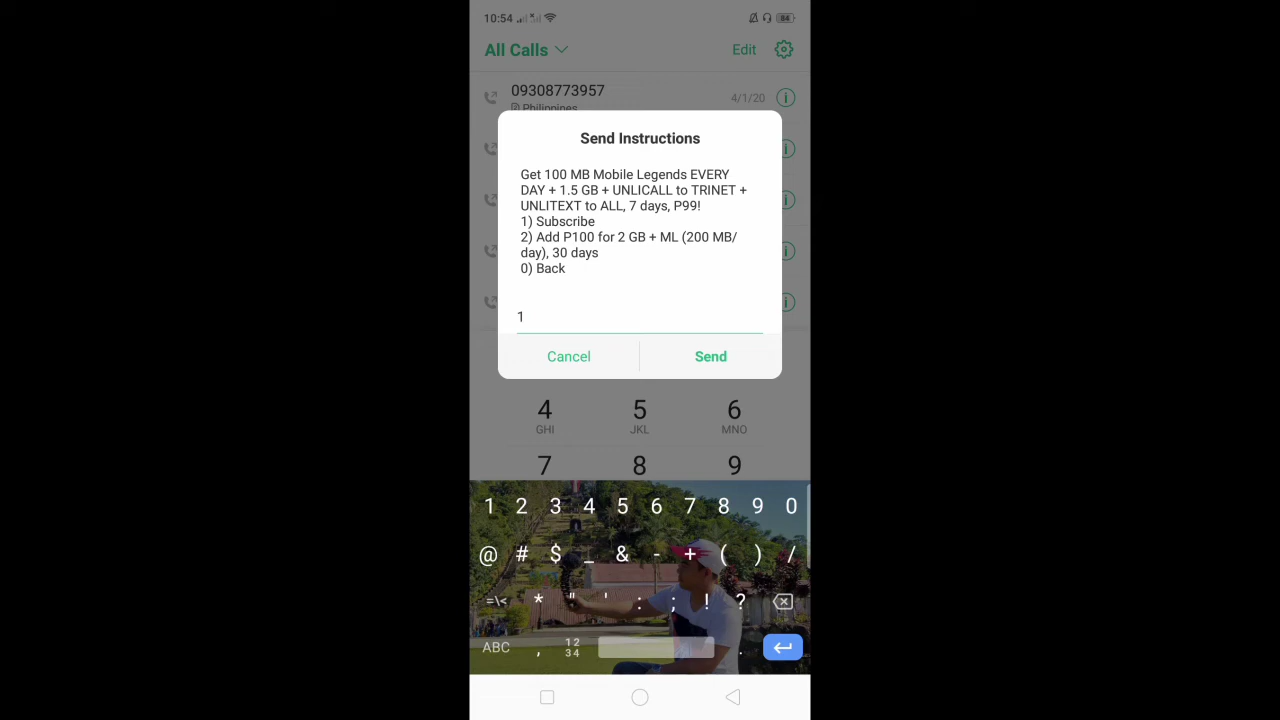 10:54
84
All Calls
Edit
09308773957
4/1/20
Philippines
Send Instructions
Get 100 MB Mobile Legends EVERY
DAY + 1.5 GB + UNLICALL to TRINET +
UNLITEXT to ALL, 7 days, P99!
1) Subscribe
2) Add P100 for 2 GB + ML (200 MB/
day), 30 days
0) Back
1
Cancel Send
4 5 6
GHI JKL MNO
7 8 9
1 2 3 4 5 6 7 8 9 0
@ # $ _ & - + ( ) /
=\< * " ' : ; ! ?
ABC , 12 34 .